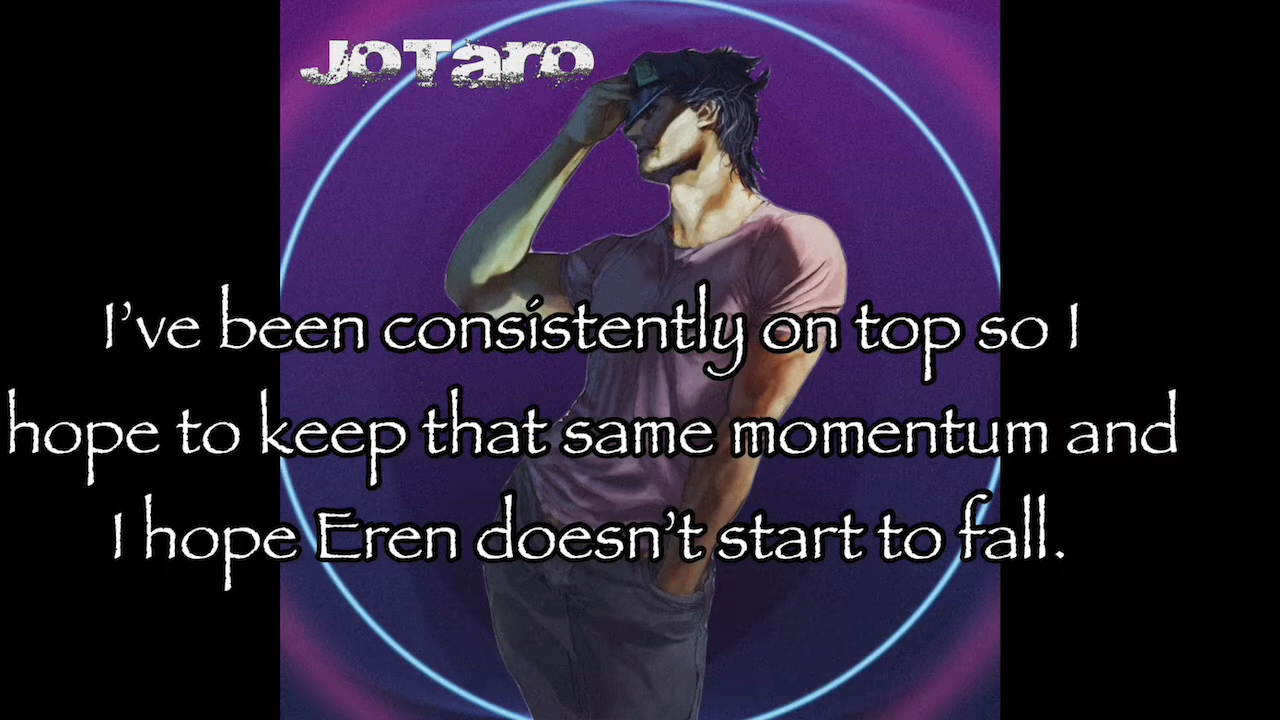 JoTaro
I've been consistently on top so I
hope to keep that same momentum and
I hope Eren doesn't start to fall.